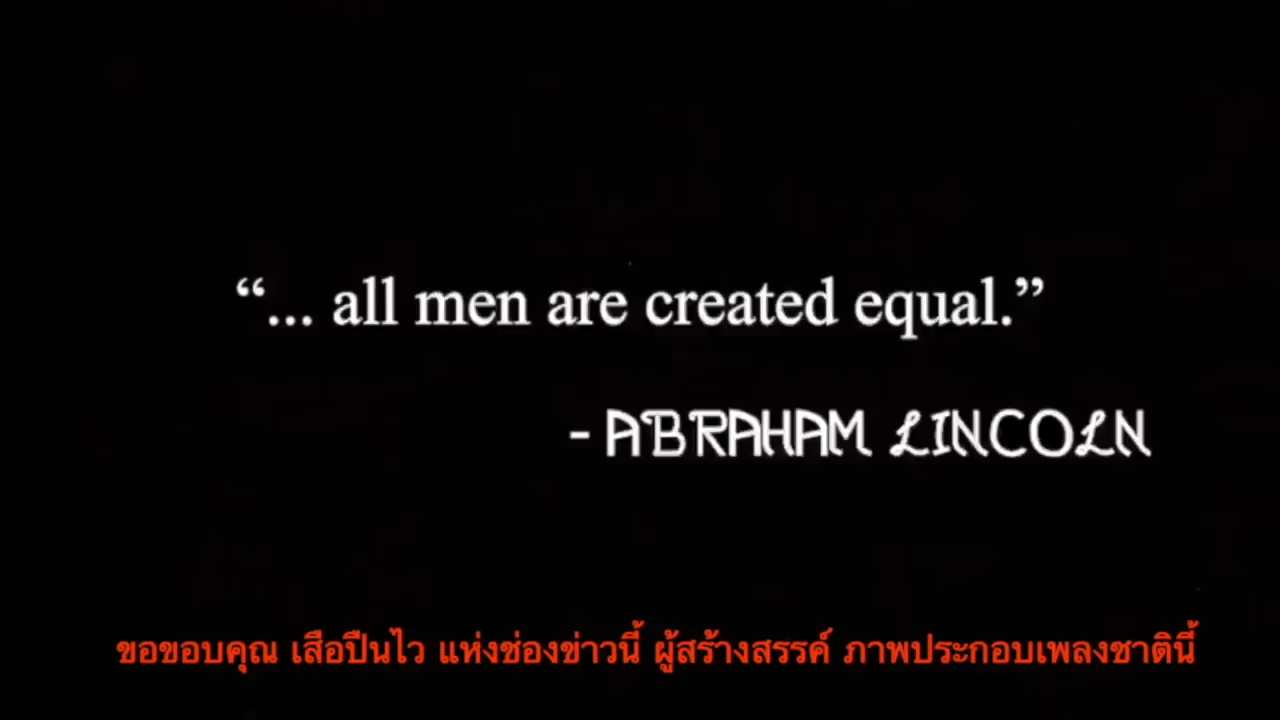 “... all men are created equal.”
- ABRAHAM LINCOLN
ขอขอบคุณ เสือปืนไว แห่งช่องข่าวนี้ ผู้สร้างสรรค์ ภาพประกอบเพลงชาตินี้